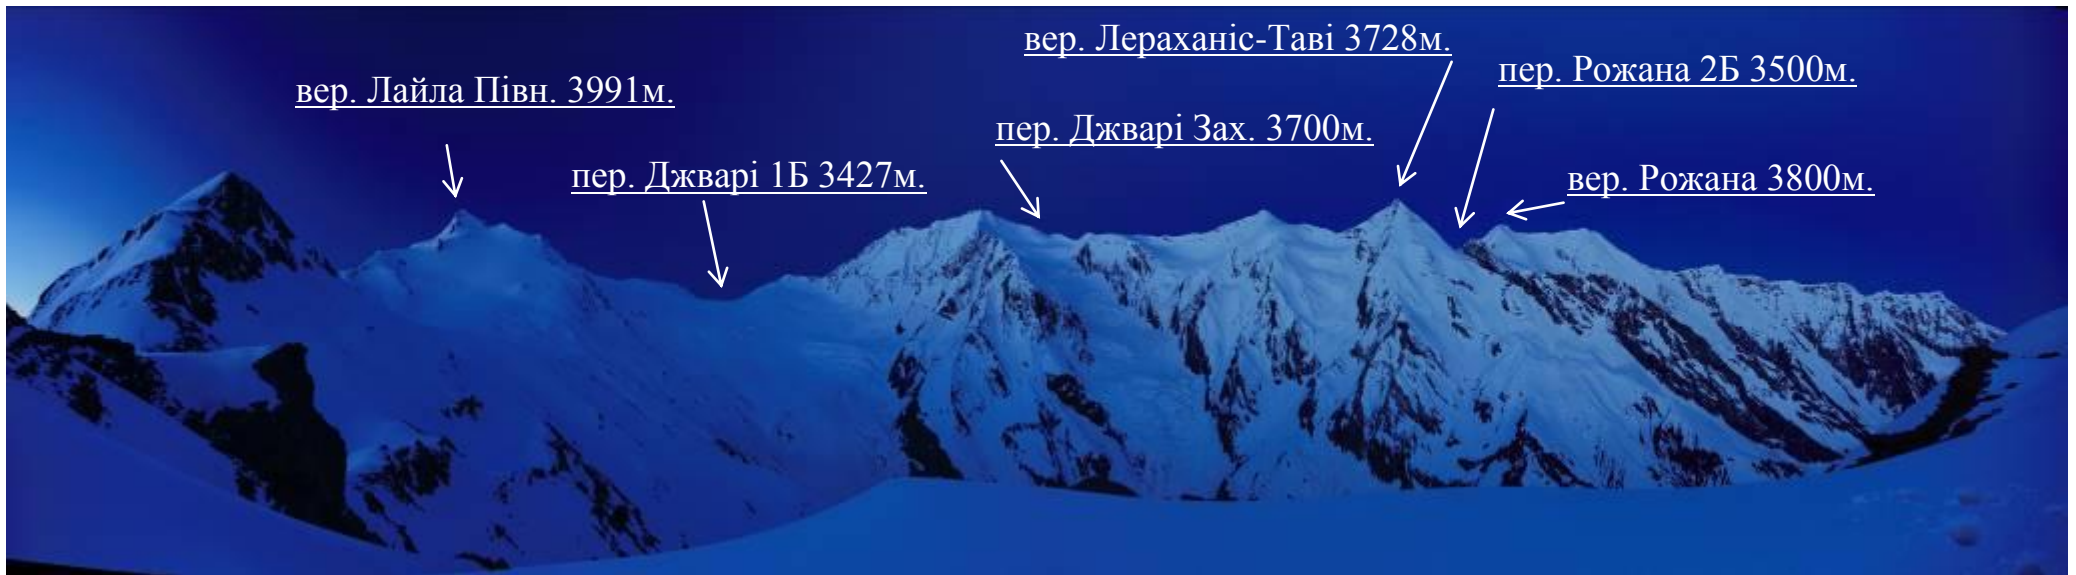 вер. Лераханіс-Таві 3728м.
пер. Рожана 2Б 3500м.
вер. Лайла Півн. 3991м.
пер. Джварі Зах. 3700м.
пер. Джварі 1Б 3427м.
вер. Рожана 3800м.